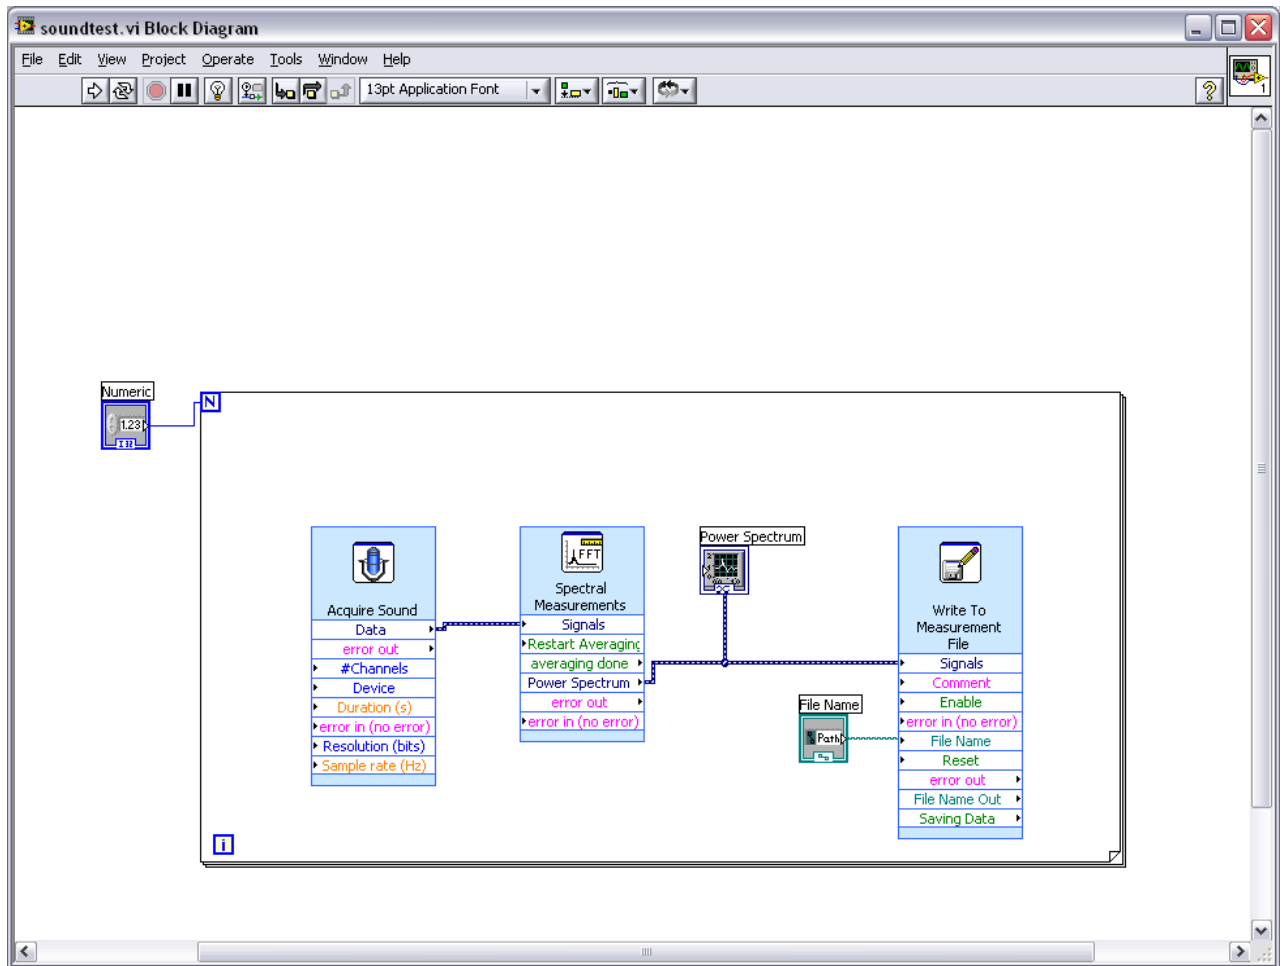 soundtest.vi Block Diagram
File Edit View Project Operate Tools Window Help
13pt Application Font
1
Numeric
1.23
I32
N
Acquire Sound
Data
error out
#Channels
Device
Duration (s)
error in (no error)
Resolution (bits)
Sample rate (Hz)
FFT
Spectral
Measurements
Signals
Restart Averaging
averaging done
Power Spectrum
error out
error in (no error)
Power Spectrum
File Name
Path
Write To
Measurement
File
Signals
Comment
Enable
error in (no error)
File Name
Reset
error out
File Name Out
Saving Data
i